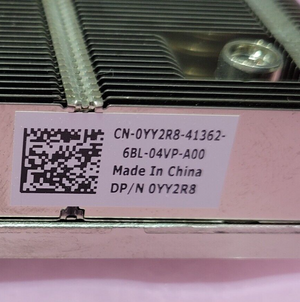 CN-0YY2R8-41362-
6BL-04VP-A00
Made In China
DP/N 0YY2R8